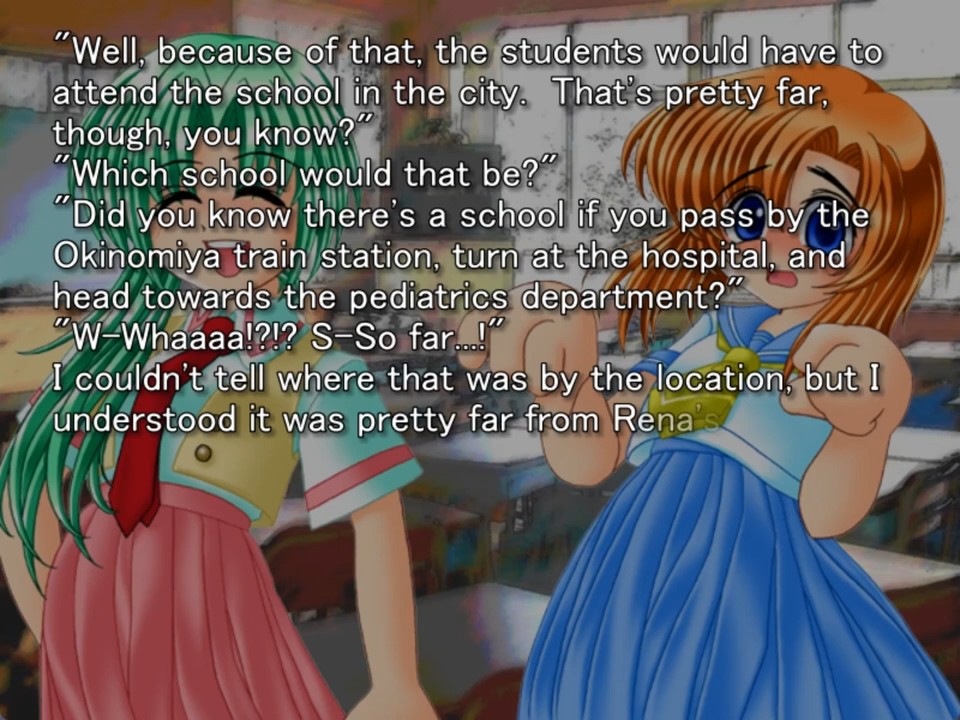 "Well, because of that, the students would have to
attend the school in the city.  That's pretty far,
though, you know?"
"Which school would that be?"
"Did you know there's a school if you pass by the
Okinomiya train station, turn at the hospital, and
head towards the pediatrics department?"
"W-Whaaaa!?!? S-So far...!"
I couldn't tell where that was by the location, but I
understood it was pretty far from Rena's